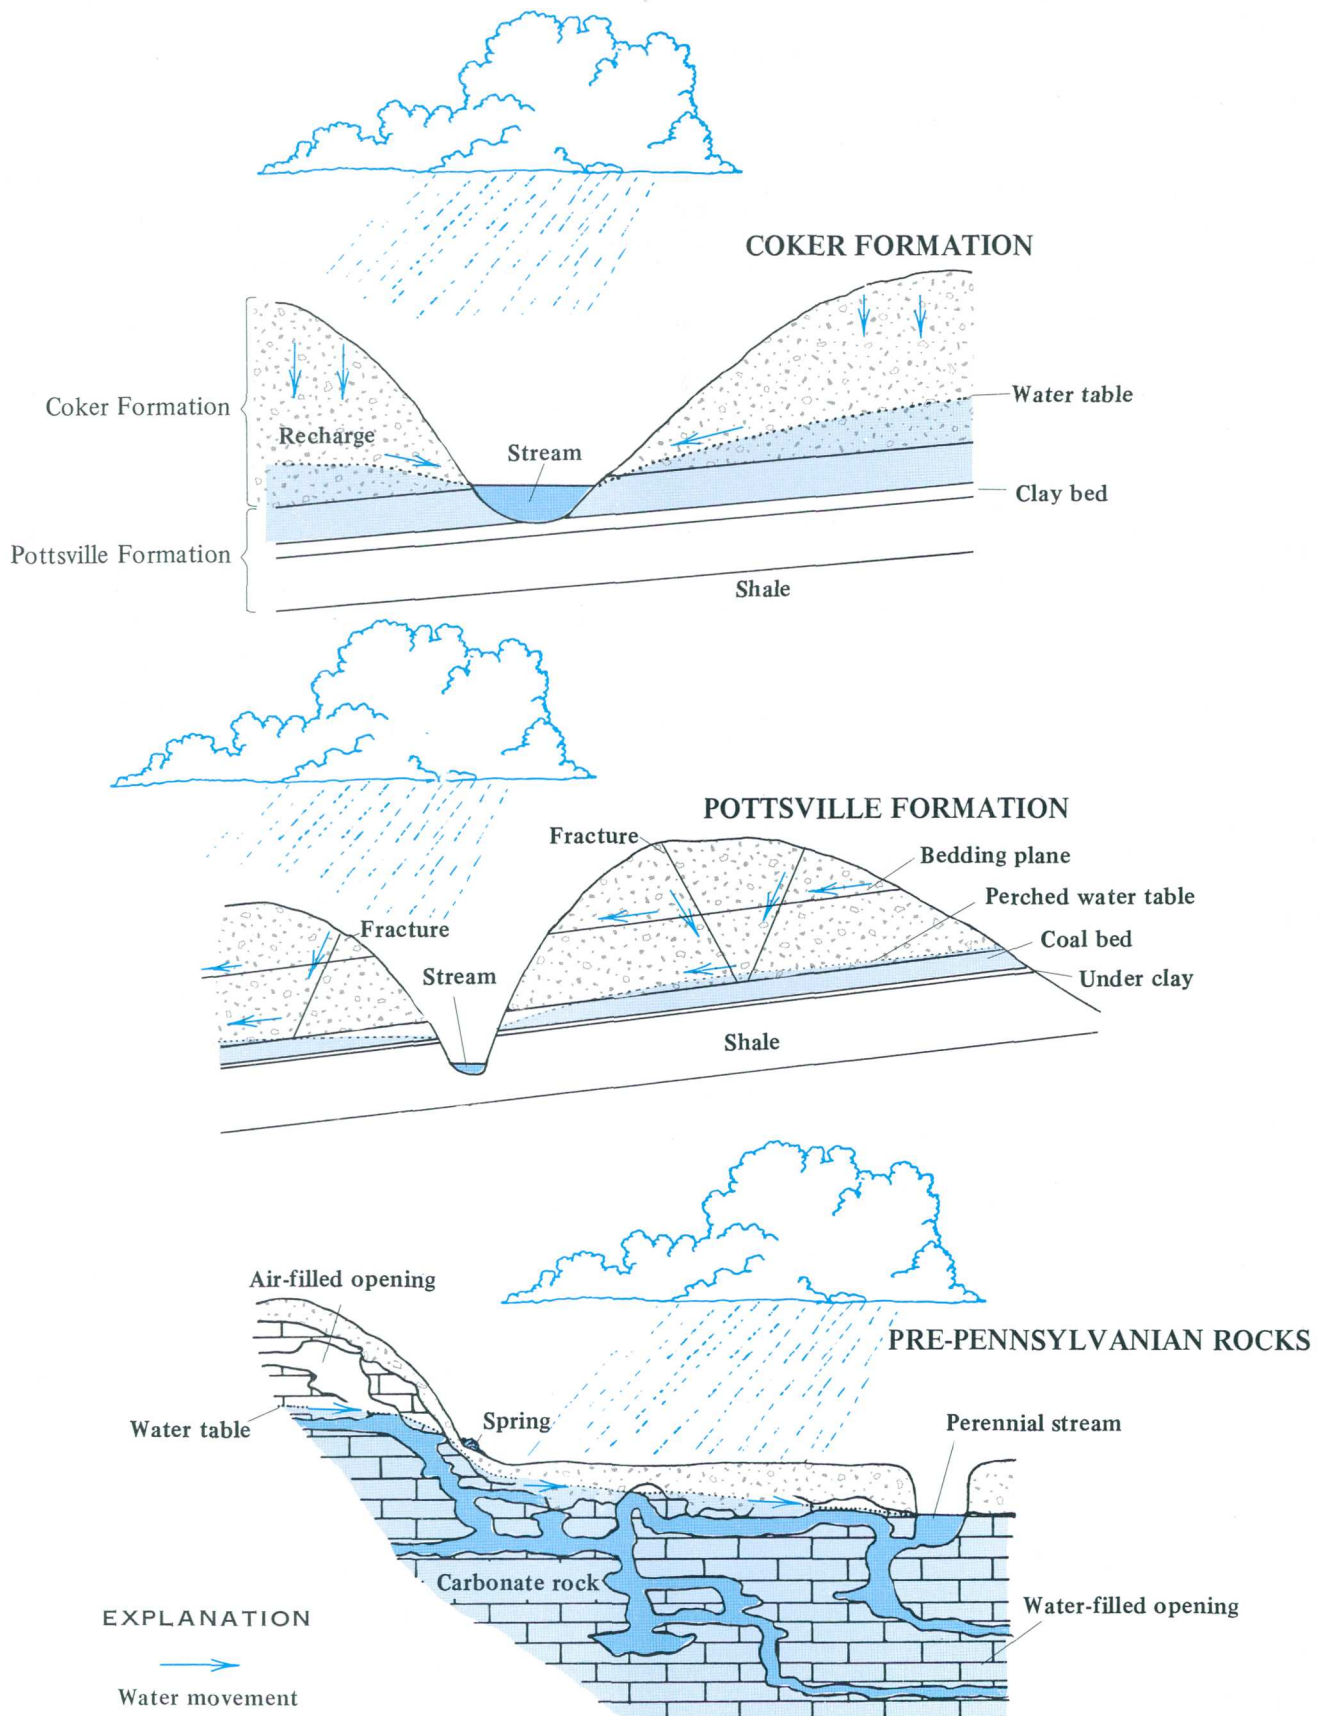 COKER FORMATION
Coker Formation
Water table
Recharge
Stream
Clay bed
Pottsville Formation
Shale
POTTSVILLE FORMATION
Fracture
Bedding plane
Perched water table
Fracture
Coal bed
Stream
Under clay
Shale
Air-filled opening
PRE-PENNSYLVANIAN ROCKS
Water table
Spring
Perennial stream
Carbonate rock
Water-filled opening
EXPLANATION
Water movement